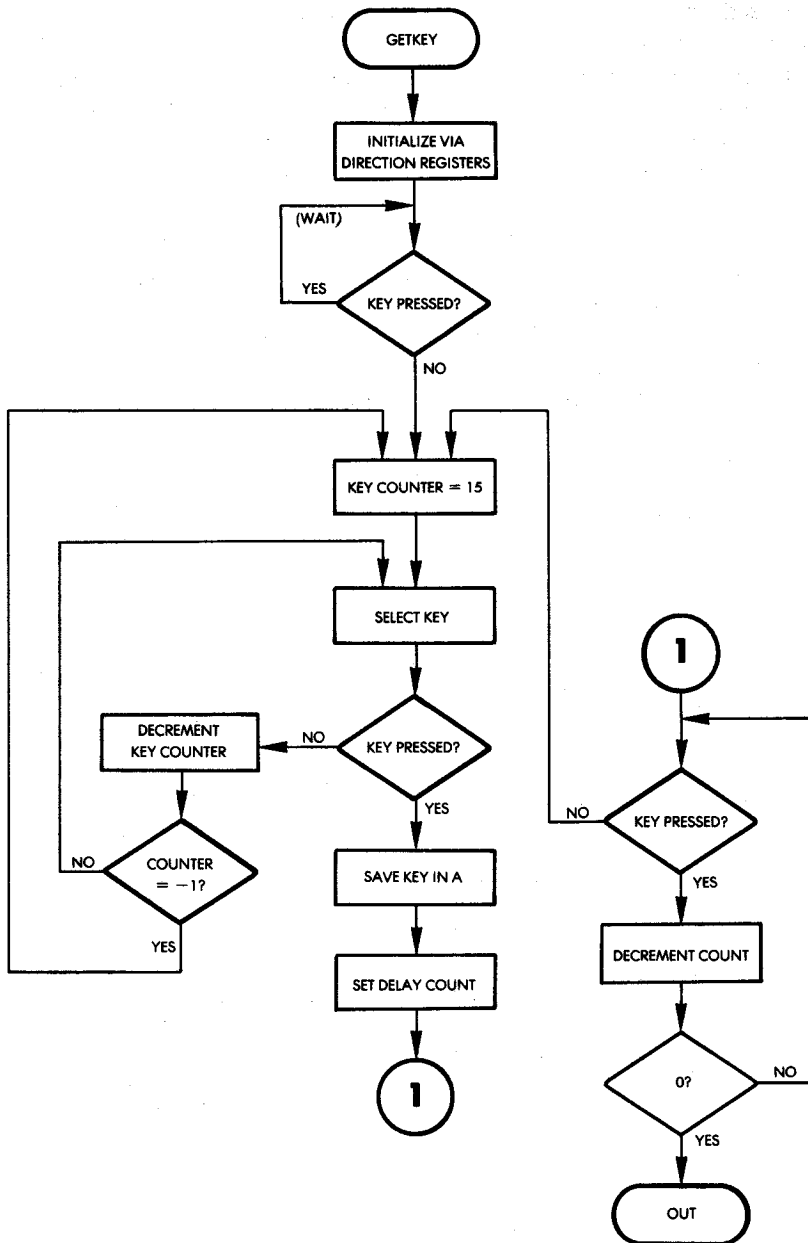 GETKEY
INITIALIZE VIA
DIRECTION REGISTERS
(WAIT)
YES
KEY PRESSED?
NO
KEY COUNTER = 15
SELECT KEY
DECREMENT
KEY COUNTER
NO
KEY PRESSED?
YES
NO
COUNTER
= −1?
YES
SAVE KEY IN A
SET DELAY COUNT
1
1
NO
KEY PRESSED?
YES
DECREMENT COUNT
0?
NO
YES
OUT